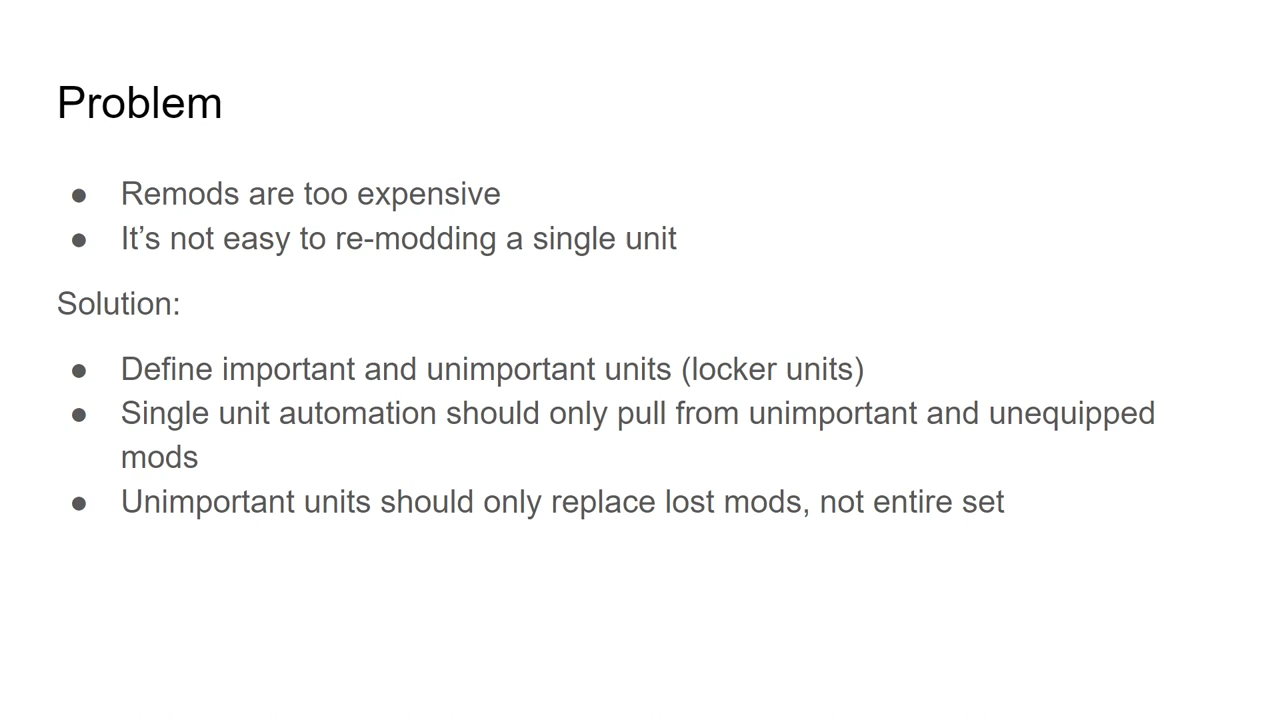 Problem
● Remods are too expensive
● It’s not easy to re-modding a single unit
Solution:
● Define important and unimportant units (locker units)
● Single unit automation should only pull from unimportant and unequipped
mods
● Unimportant units should only replace lost mods, not entire set